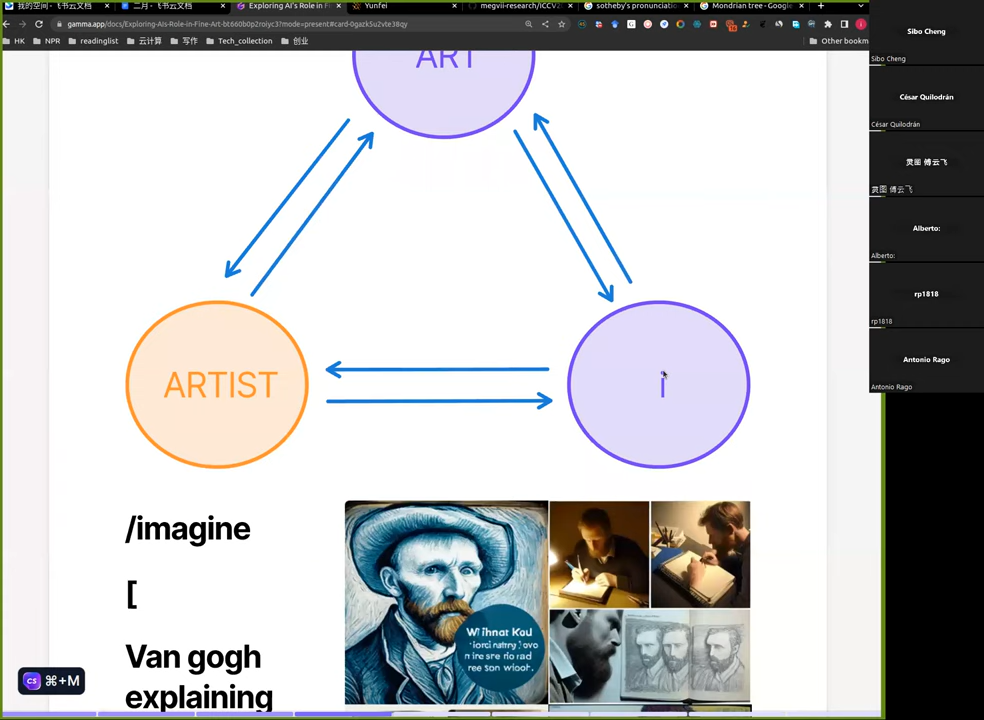 我的空间 - 飞书云文档
二月 - 飞书云文档
Exploring AI's Role in Fi
Yunfei
megvii-research/ICCV2
sotheby's pronunciatio
Mondrian tree - Google
gamma.app/docs/Exploring-AIs-Role-in-Fine-Art-bt660b0p2roiyc3?mode=present#card-0gazk5u2vte38qy
HK
NPR
readinglist
云计算
写作
Tech_collection
创业
Other bookm
ART
ARTIST
i
/imagine
[
Van gogh
explaining
⌘+M
Sibo Cheng
Sibo Cheng
César Quilodrán
César Quilodrán
贲图 傅云飞
贲图 傅云飞
Alberto:
Alberto:
rp1818
rp1818
Antonio Rago
Antonio Rago